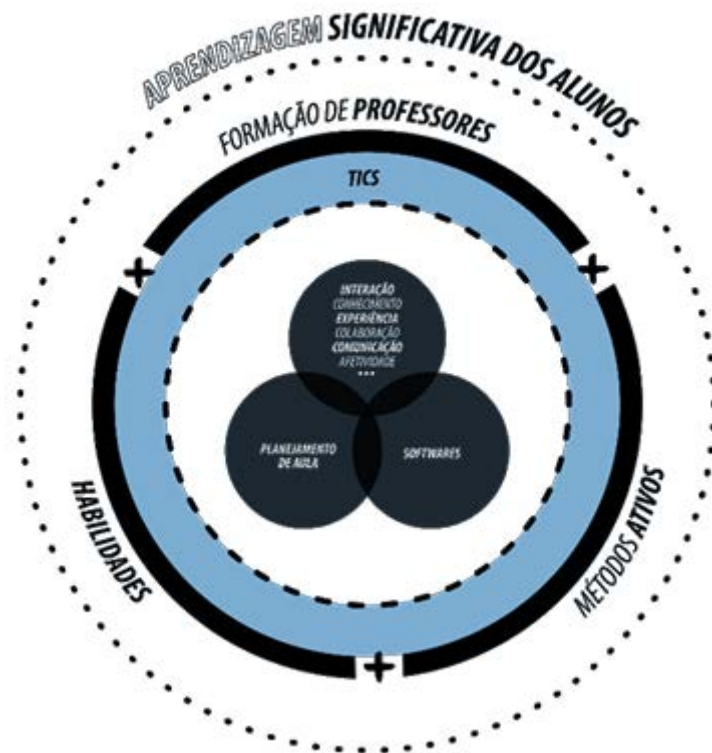 APRENDIZAGEM SIGNIFICATIVA DOS ALUNOS
FORMAÇÃO DE PROFESSORES
TICS
+
+
INTERAÇÃO
CONHECIMENTO
EXPERIÊNCIA
COLABORAÇÃO
COMUNICAÇÃO
AFETIVIDADE
...
PLANEJAMENTO
DE AULA
SOFTWARES
HABILIDADES
MÉTODOS ATIVOS
+